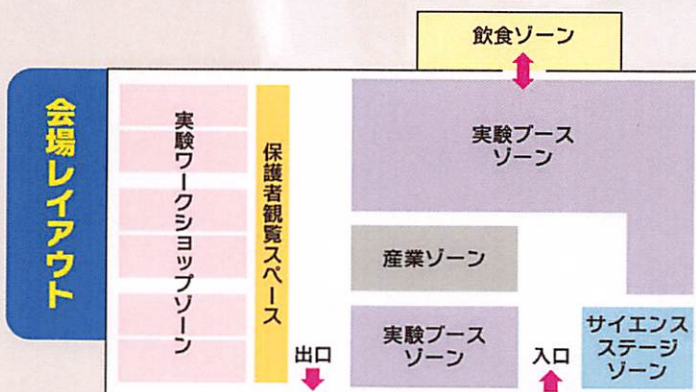 会場レイアウト
飲食ゾーン
実験ワークショップゾーン
保護者観覧スペース
実験ブース
ゾーン
産業ゾーン
実験ブース
ゾーン
サイエンス
ステージ
ゾーン
出口
入口